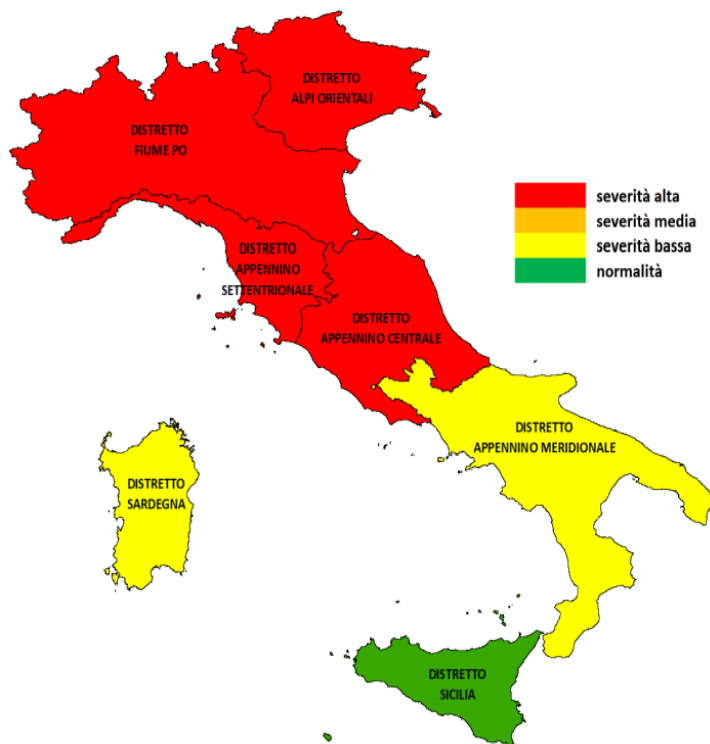 DISTRETTO
ALPI ORIENTALI
DISTRETTO
FIUME PO
severità alta
severità media
severità bassa
normalità
DISTRETTO
APPENNINO
SETTENTRIONALE
DISTRETTO
APPENNINO CENTRALE
DISTRETTO
APPENNINO MERIDIONALE
DISTRETTO
SARDEGNA
DISTRETTO
SICILIA